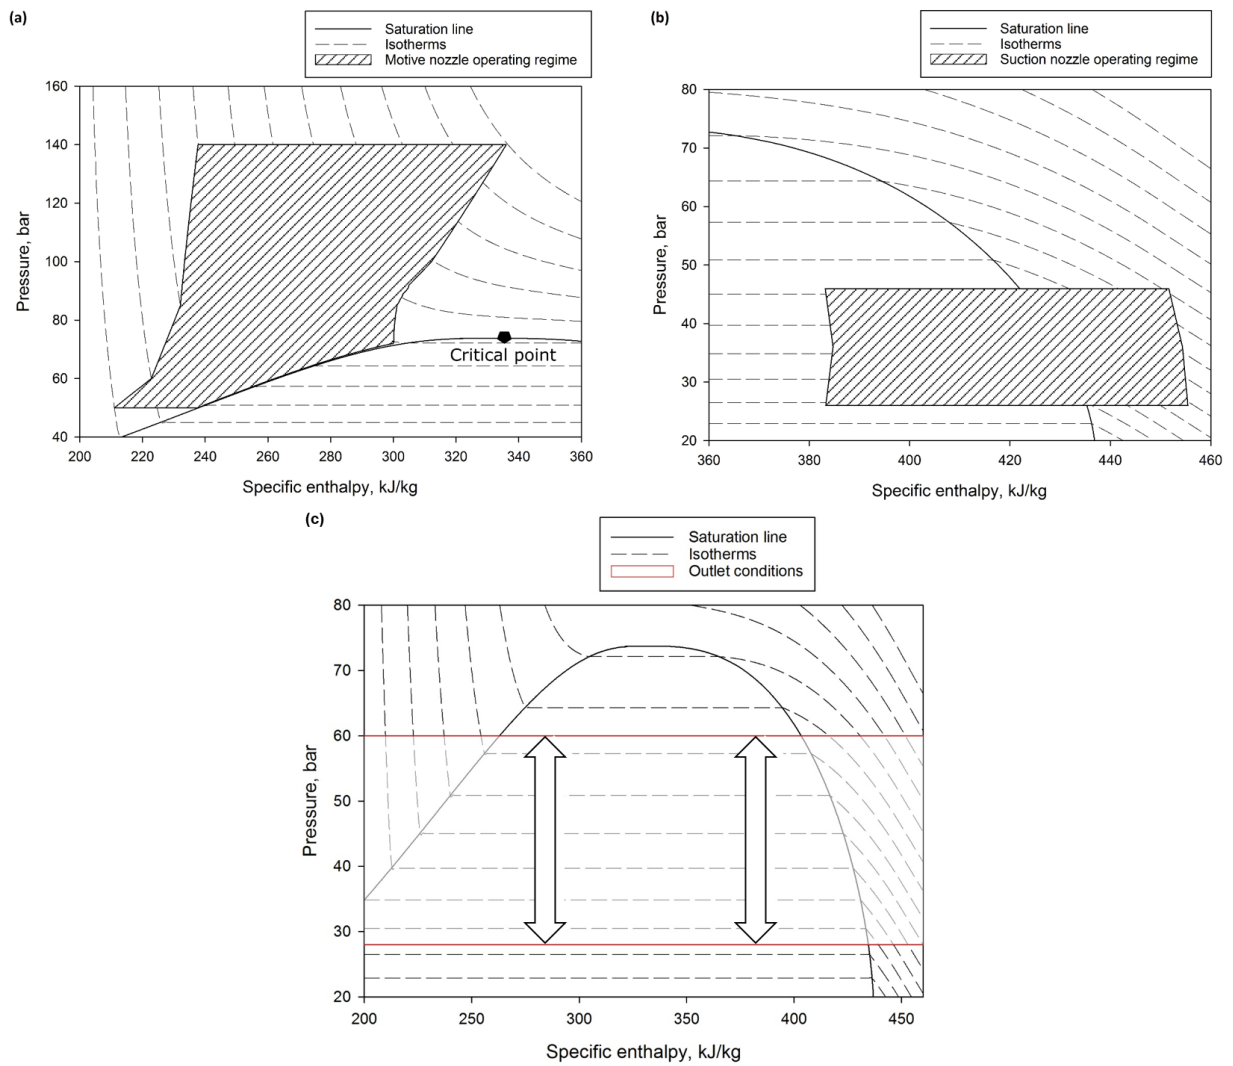 (a)
Saturation line
Isotherms
Motive nozzle operating regime
160
140
120
100
80
60
40
Pressure, bar
Critical point
200 220 240 260 280 300 320 340 360
Specific enthalpy, kJ/kg
(b)
Saturation line
Isotherms
Suction nozzle operating regime
80
70
60
50
40
30
20
Pressure, bar
360 380 400 420 440 460
Specific enthalpy, kJ/kg
(c)
Saturation line
Isotherms
Outlet conditions
80
70
60
50
40
30
20
Pressure, bar
200 250 300 350 400 450
Specific enthalpy, kJ/kg